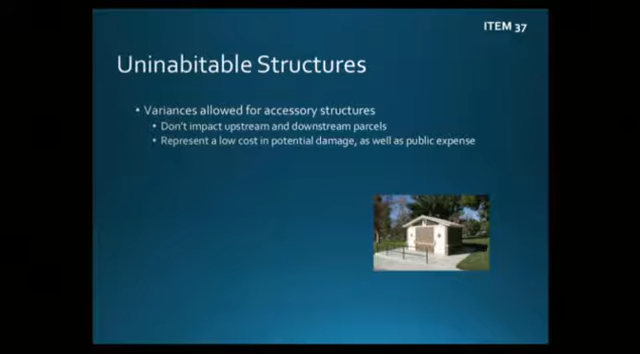 ITEM 37
Uninabitable Structures
• Variances allowed for accessory structures
• Don't impact upstream and downstream parcels
• Represent a low cost in potential damage, as well as public expense